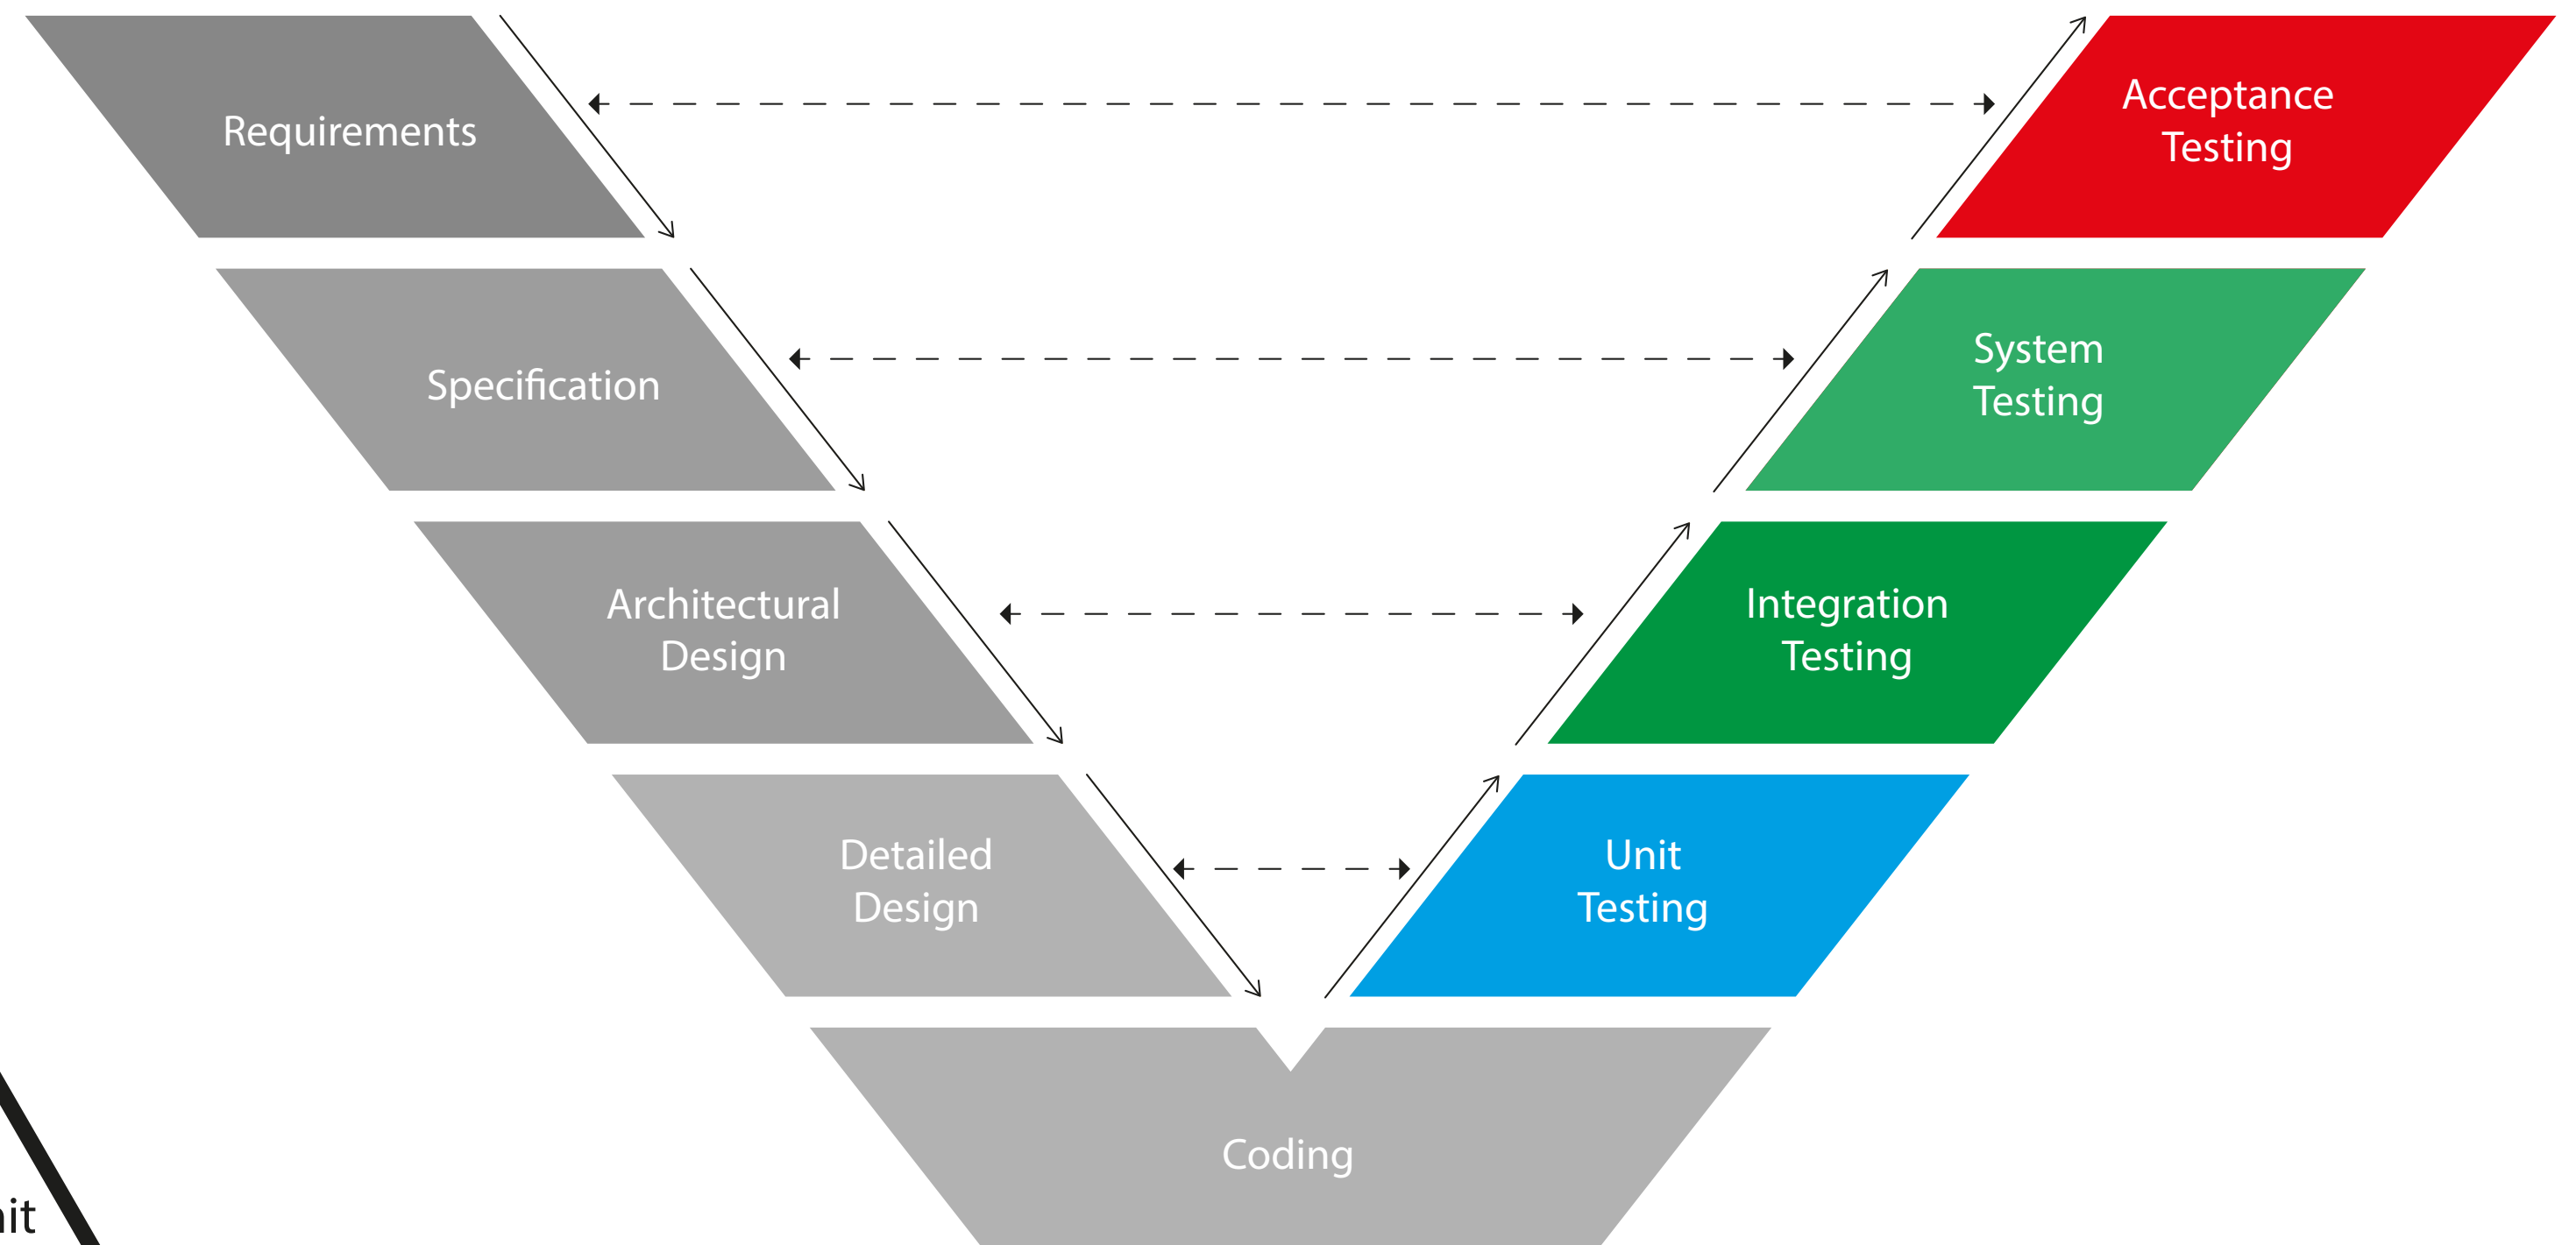 Requirements
Acceptance
Testing
Specification
System
Testing
Architectural
Design
Integration
Testing
Detailed
Design
Unit
Testing
Coding